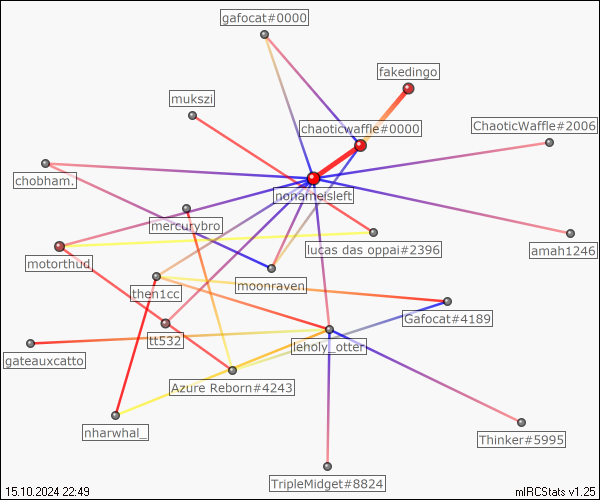 gafocat#0000
fakedingo
mukszi
chaoticwaffle#0000
ChaoticWaffle#2006
chobham.
nonameisleft
mercurybro
lucas das oppai#2396
amah1246
motorthud
moonraven
then1cc
Gafocat#4189
tt532
leholy_otter
gateauxcatto
Azure Reborn#4243
nharwhal_
Thinker#5995
TripleMidget#8824
15.10.2024 22:49
mIRCStats v1.25